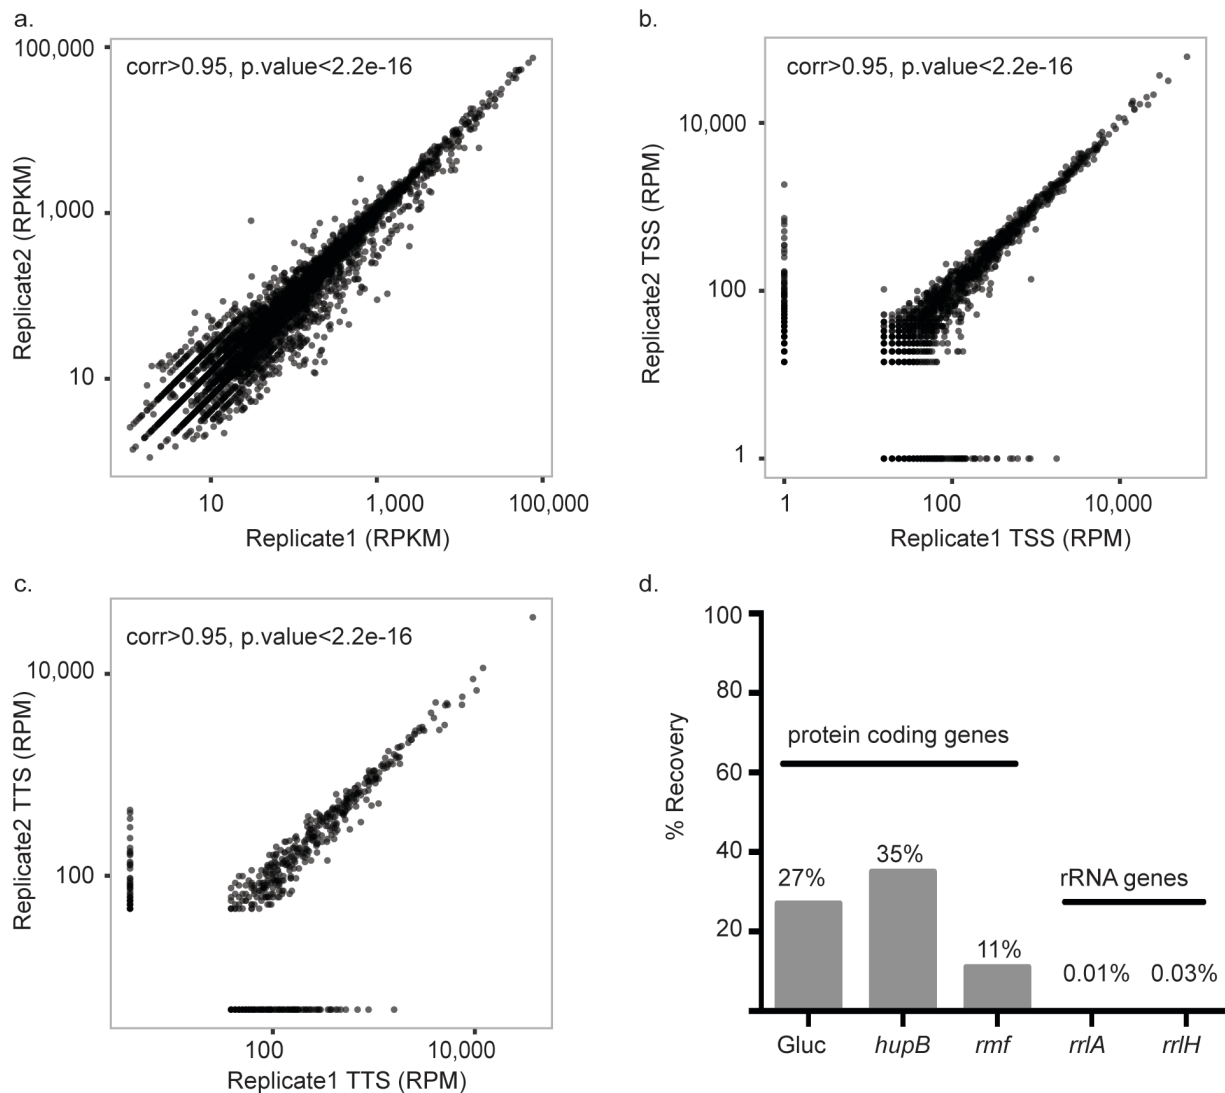 a.
corr>0.95, p.value<2.2e-16
100,000
1,000
10
Replicate2 (RPKM)
10
1,000
100,000
Replicate1 (RPKM)
b.
corr>0.95, p.value<2.2e-16
10,000
100
1
Replicate2 TSS (RPM)
1
100
10,000
Replicate1 TSS (RPM)
c.
corr>0.95, p.value<2.2e-16
10,000
100
Replicate2 TTS (RPM)
100
10,000
Replicate1 TTS (RPM)
d.
100
80
60
40
20
% Recovery
protein coding genes
rRNA genes
27%
35%
11%
0.01%
0.03%
Gluc
hupB
rmf
rrlA
rrlH